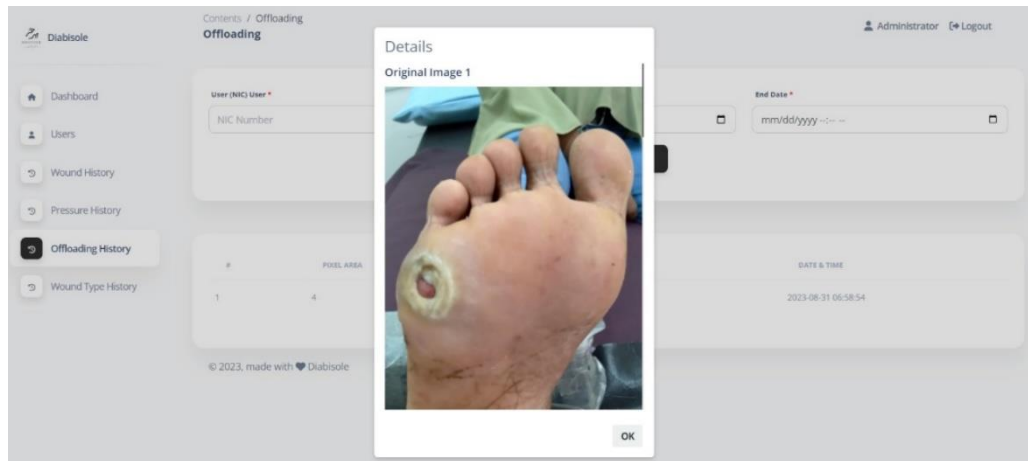 Diabisole
Contents / Offloading
Offloading
Administrator
Logout
Dashboard
Users
Wound History
Pressure History
Offloading History
Wound Type History
User (NIC) User *
NIC Number
End Date *
mm/dd/yyyy --:-- --
Details
Original Image 1
OK
# PIXEL AREA DATE & TIME
1 4 2023-08-31 06:58:54
© 2023, made with ♥ Diabisole